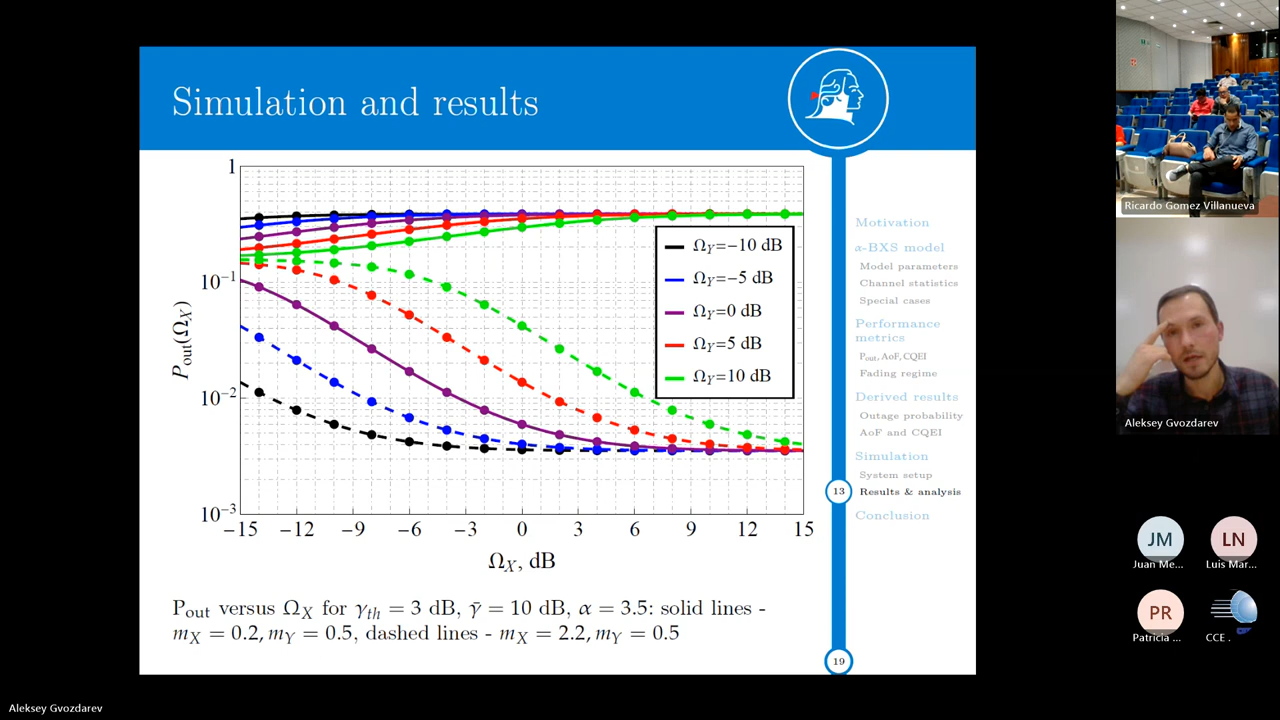 Simulation and results
1
10⁻¹
10⁻²
10⁻³
P_out(Ω_X)
−15 −12 −9 −6 −3 0 3 6 9 12 15
Ω_X, dB
Ω_Y=−10 dB
Ω_Y=−5 dB
Ω_Y=0 dB
Ω_Y=5 dB
Ω_Y=10 dB
P_out versus Ω_X for γ_th = 3 dB, γ̄ = 10 dB, α = 3.5: solid lines -
m_X = 0.2, m_Y = 0.5, dashed lines - m_X = 2.2, m_Y = 0.5
Motivation
α-BXS model
Model parameters
Channel statistics
Special cases
Performance
metrics
P_out, AoF, CQEI
Fading regime
Derived results
Outage probability
AoF and CQEI
Simulation
System setup
13
Results & analysis
Conclusion
19
Ricardo Gomez Villanueva
Aleksey Gvozdarev
JM
Juan Me...
LN
Luis Mar...
PR
Patricia ...
CCE .
Aleksey Gvozdarev